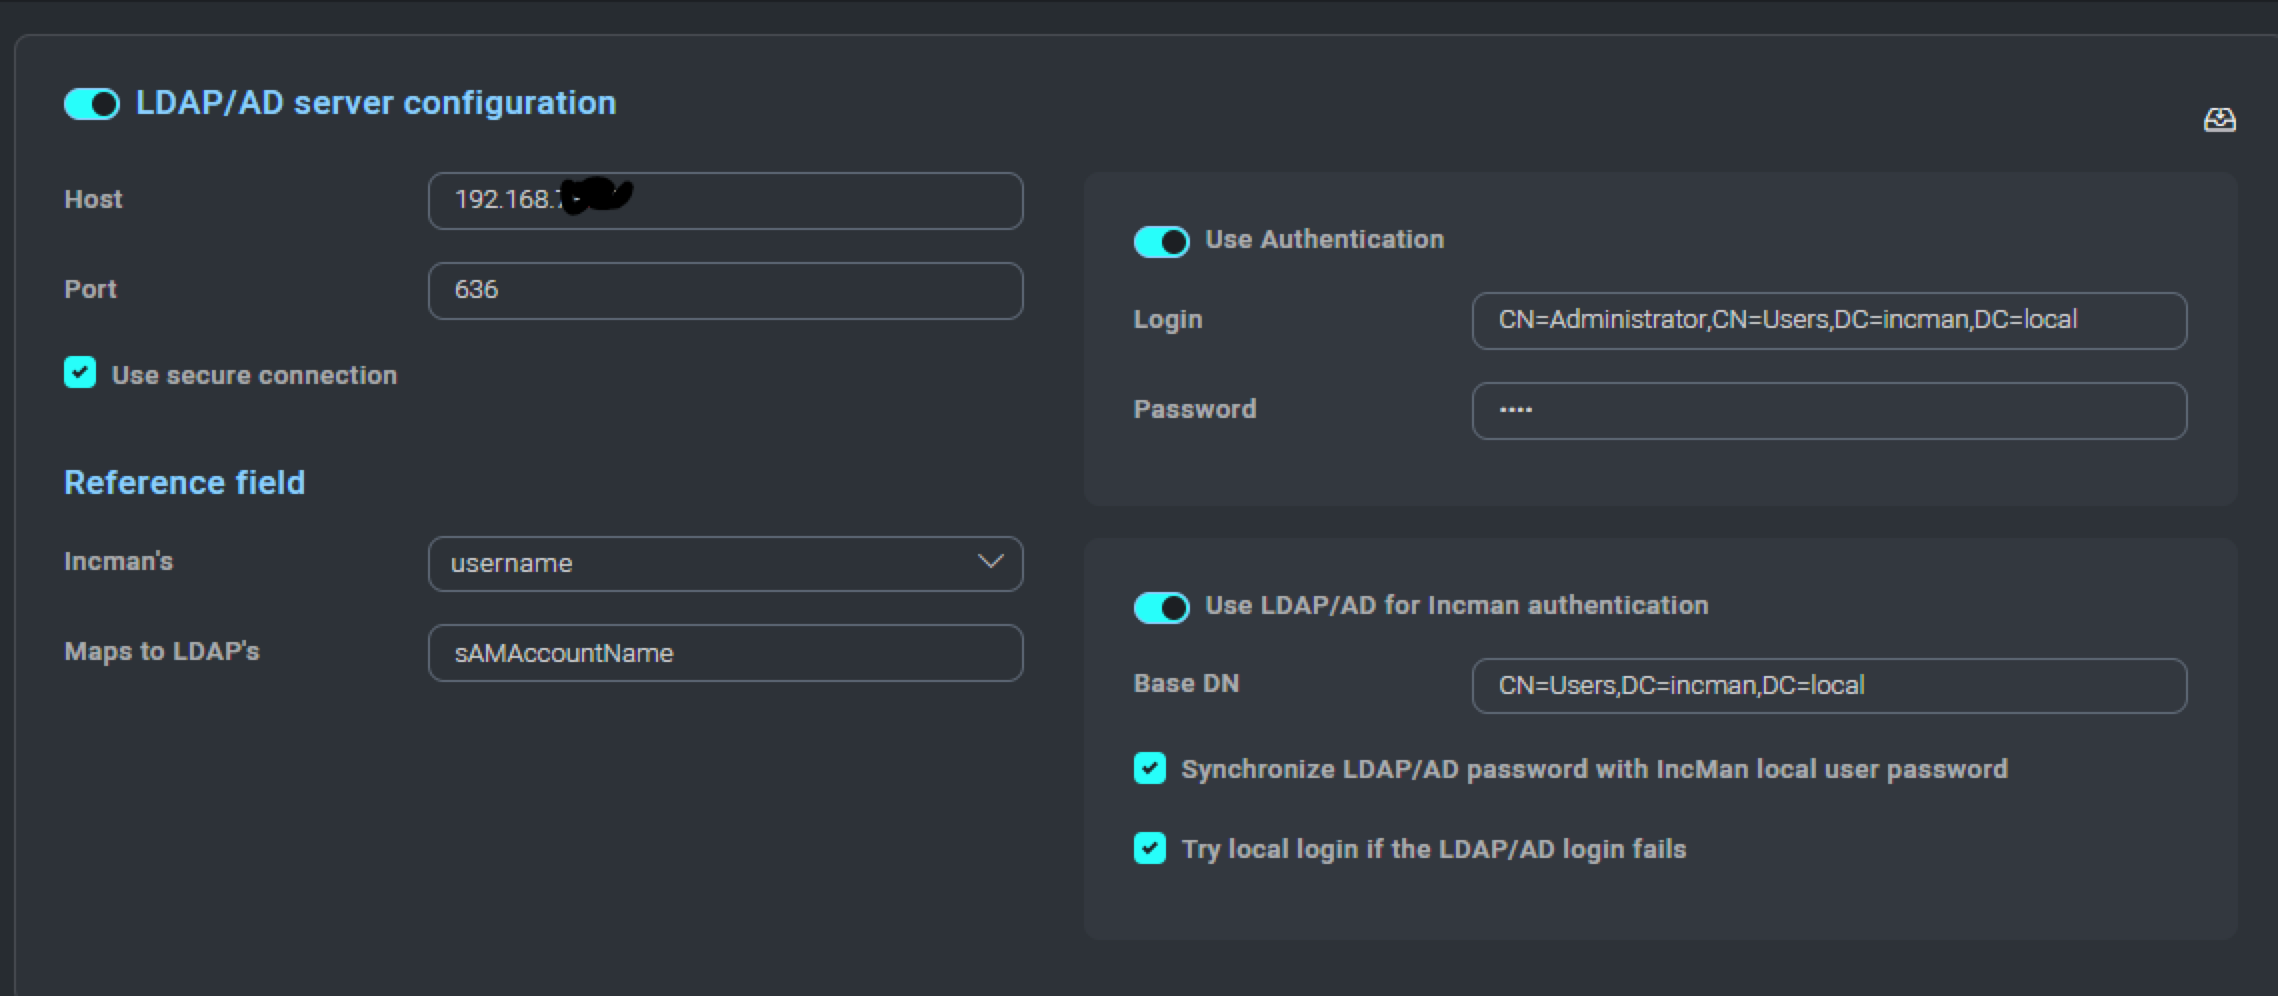 LDAP/AD server configuration
Host
192.168.
Port
636
Use secure connection
Reference field
Incman's
username
Maps to LDAP's
sAMAccountName
Use Authentication
Login
CN=Administrator,CN=Users,DC=incman,DC=local
Password
••••
Use LDAP/AD for Incman authentication
Base DN
CN=Users,DC=incman,DC=local
Synchronize LDAP/AD password with IncMan local user password
Try local login if the LDAP/AD login fails